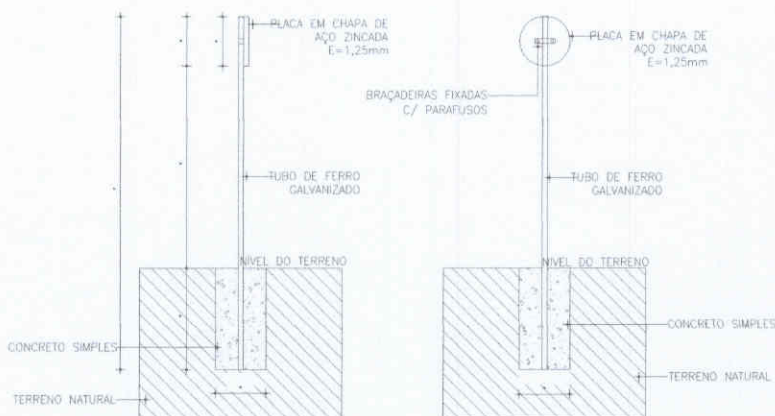 PLACA EM CHAPA DE
AÇO ZINCADA
E=1,25mm
TUBO DE FERRO
GALVANIZADO
NÍVEL DO TERRENO
CONCRETO SIMPLES
TERRENO NATURAL
PLACA EM CHAPA DE
AÇO ZINCADA
E=1,25mm
BRAÇADEIRAS FIXADAS
C/ PARAFUSOS
TUBO DE FERRO
GALVANIZADO
NÍVEL DO TERRENO
CONCRETO SIMPLES
TERRENO NATURAL